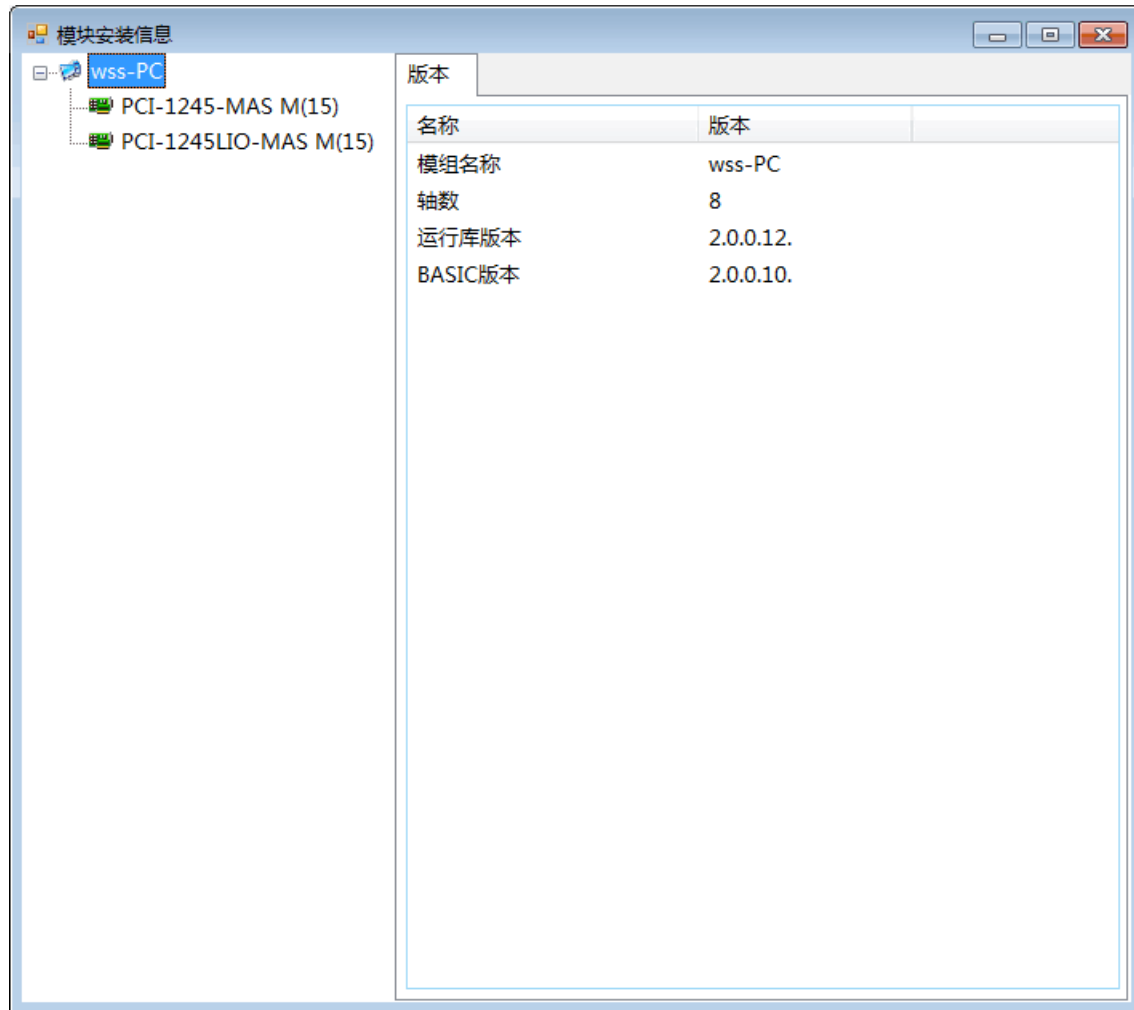 模块安装信息
wss-PC
PCI-1245-MAS M(15)
PCI-1245LIO-MAS M(15)
版本
名称 版本
模组名称 wss-PC
轴数 8
运行库版本 2.0.0.12.
BASIC版本 2.0.0.10.